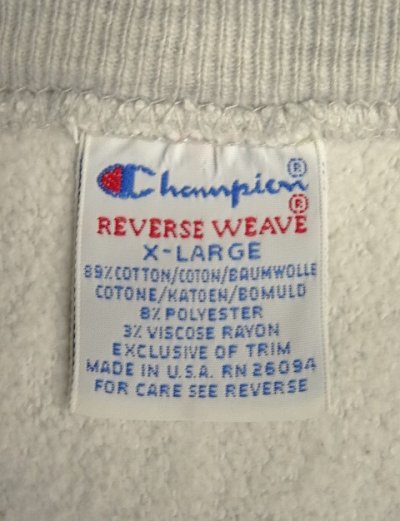 Champion®
REVERSE WEAVE®
X-LARGE
89% COTTON/COTON/BAUMWOLLE
COTONE/KATOEN/BOMULD
8% POLYESTER
3% VISCOSE RAYON
EXCLUSIVE OF TRIM
MADE IN U.S.A. RN 26094
FOR CARE SEE REVERSE